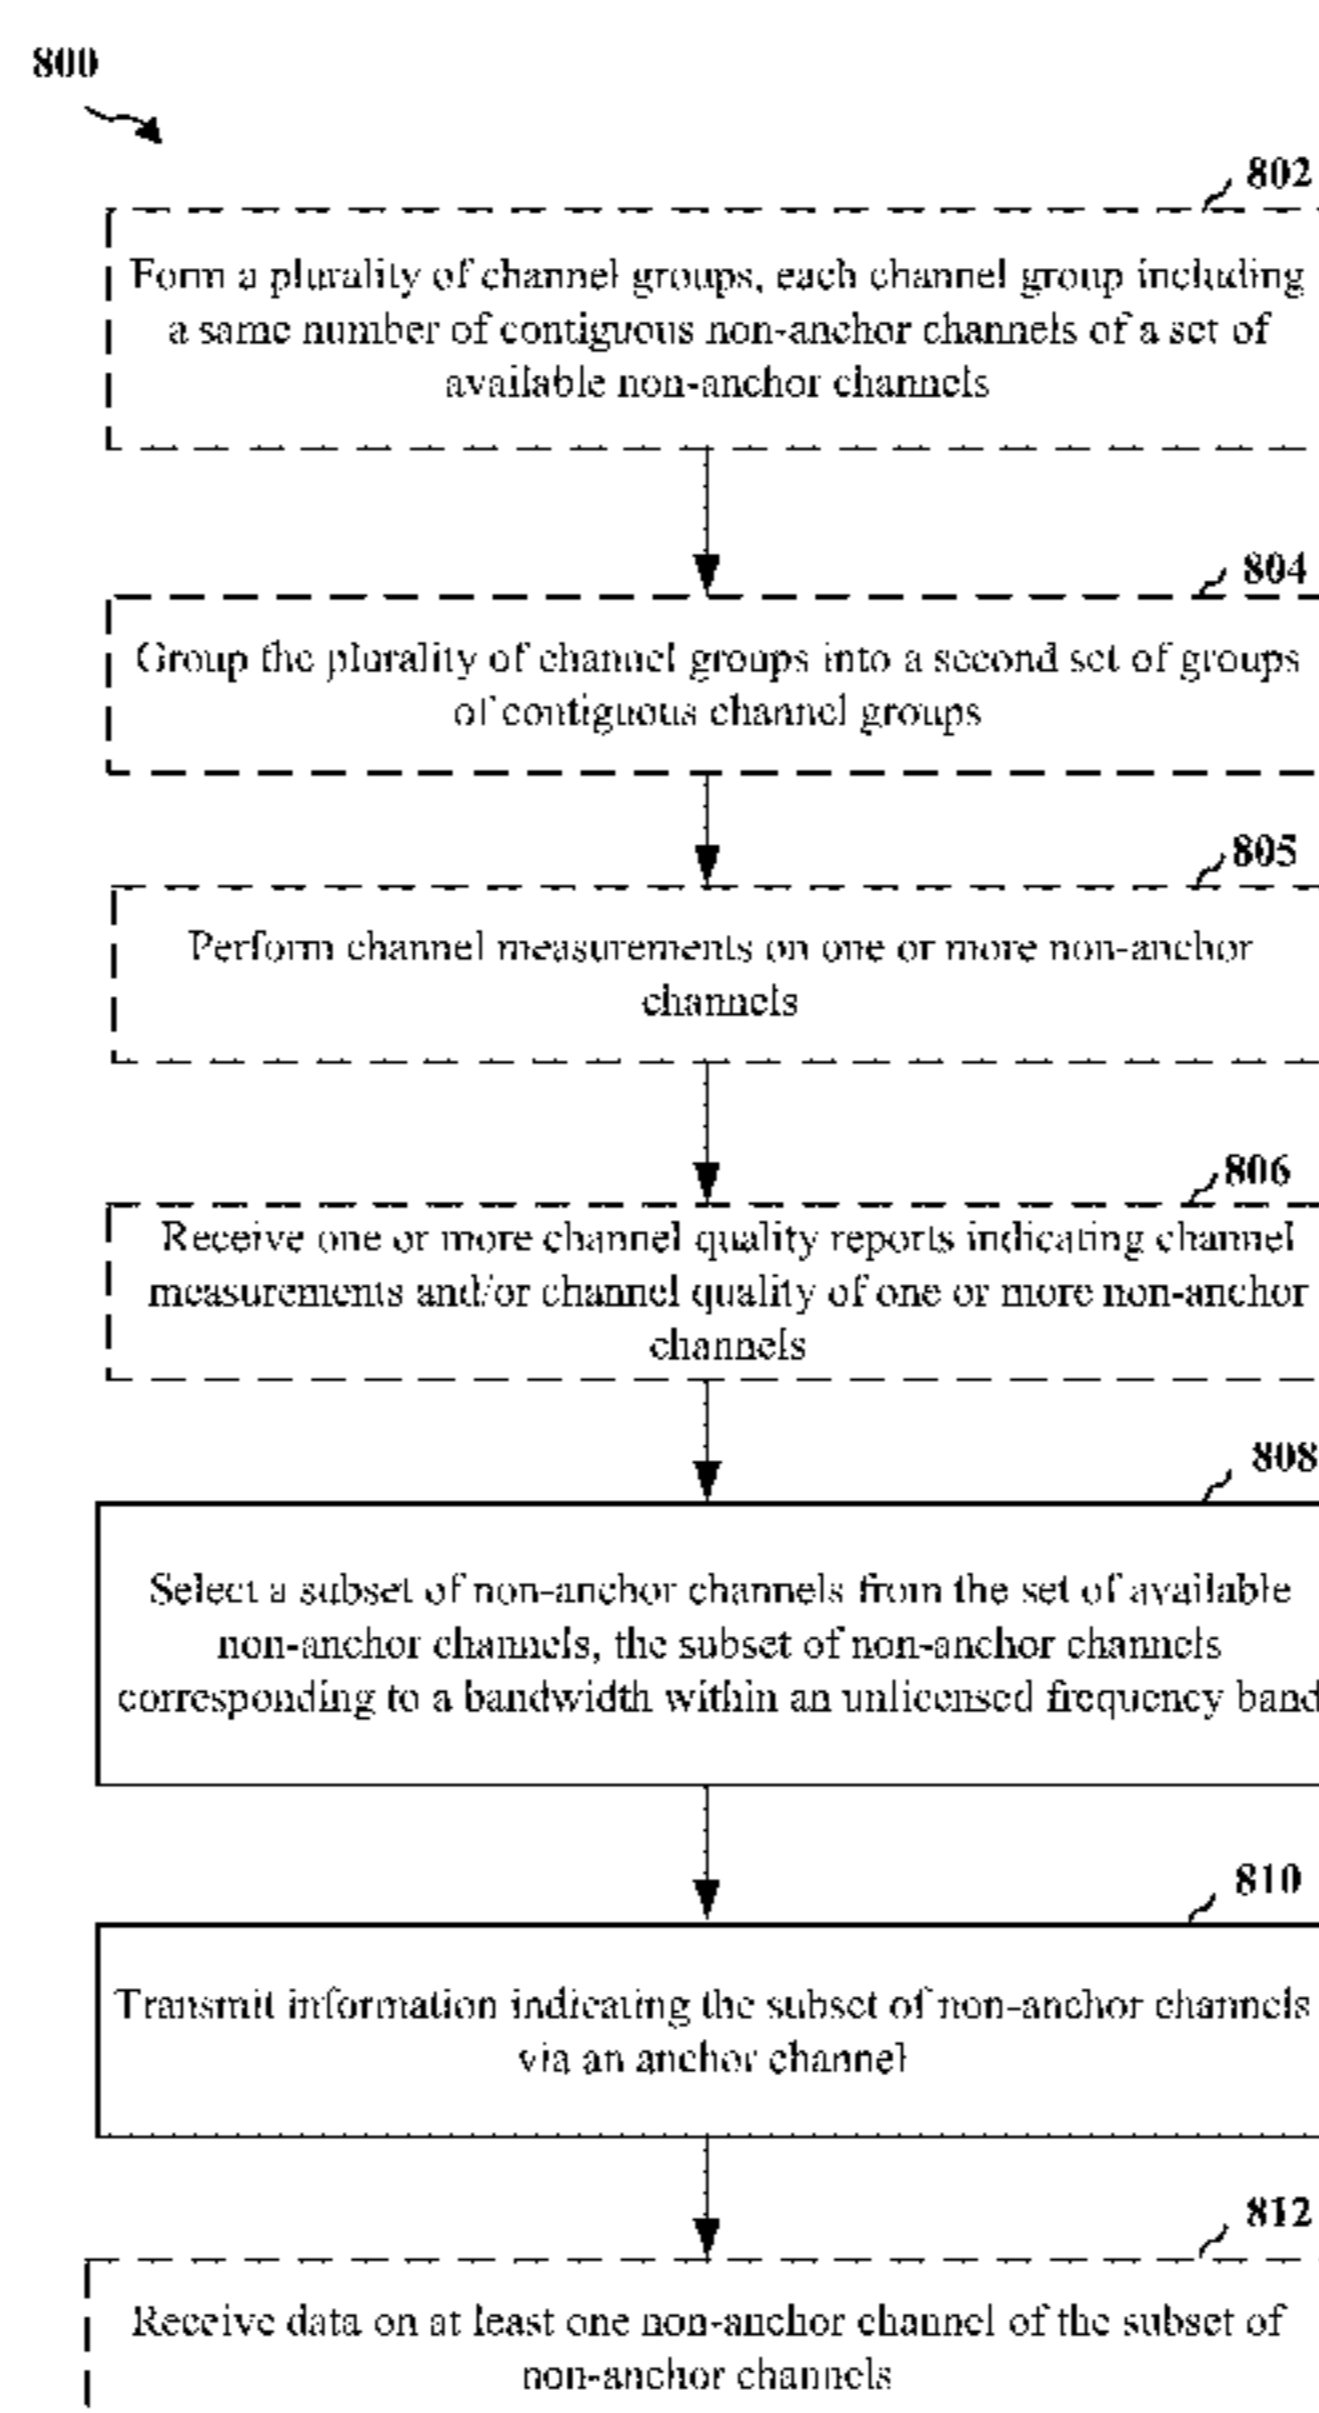 800
802
Form a plurality of channel groups, each channel group including
a same number of contiguous non-anchor channels of a set of
available non-anchor channels
804
Group the plurality of channel groups into a second set of groups
of contiguous channel groups
805
Perform channel measurements on one or more non-anchor
channels
806
Receive one or more channel quality reports indicating channel
measurements and/or channel quality of one or more non-anchor
channels
808
Select a subset of non-anchor channels from the set of available
non-anchor channels, the subset of non-anchor channels
corresponding to a bandwidth within an unlicensed frequency band
810
Transmit information indicating the subset of non-anchor channels
via an anchor channel
812
Receive data on at least one non-anchor channel of the subset of
non-anchor channels